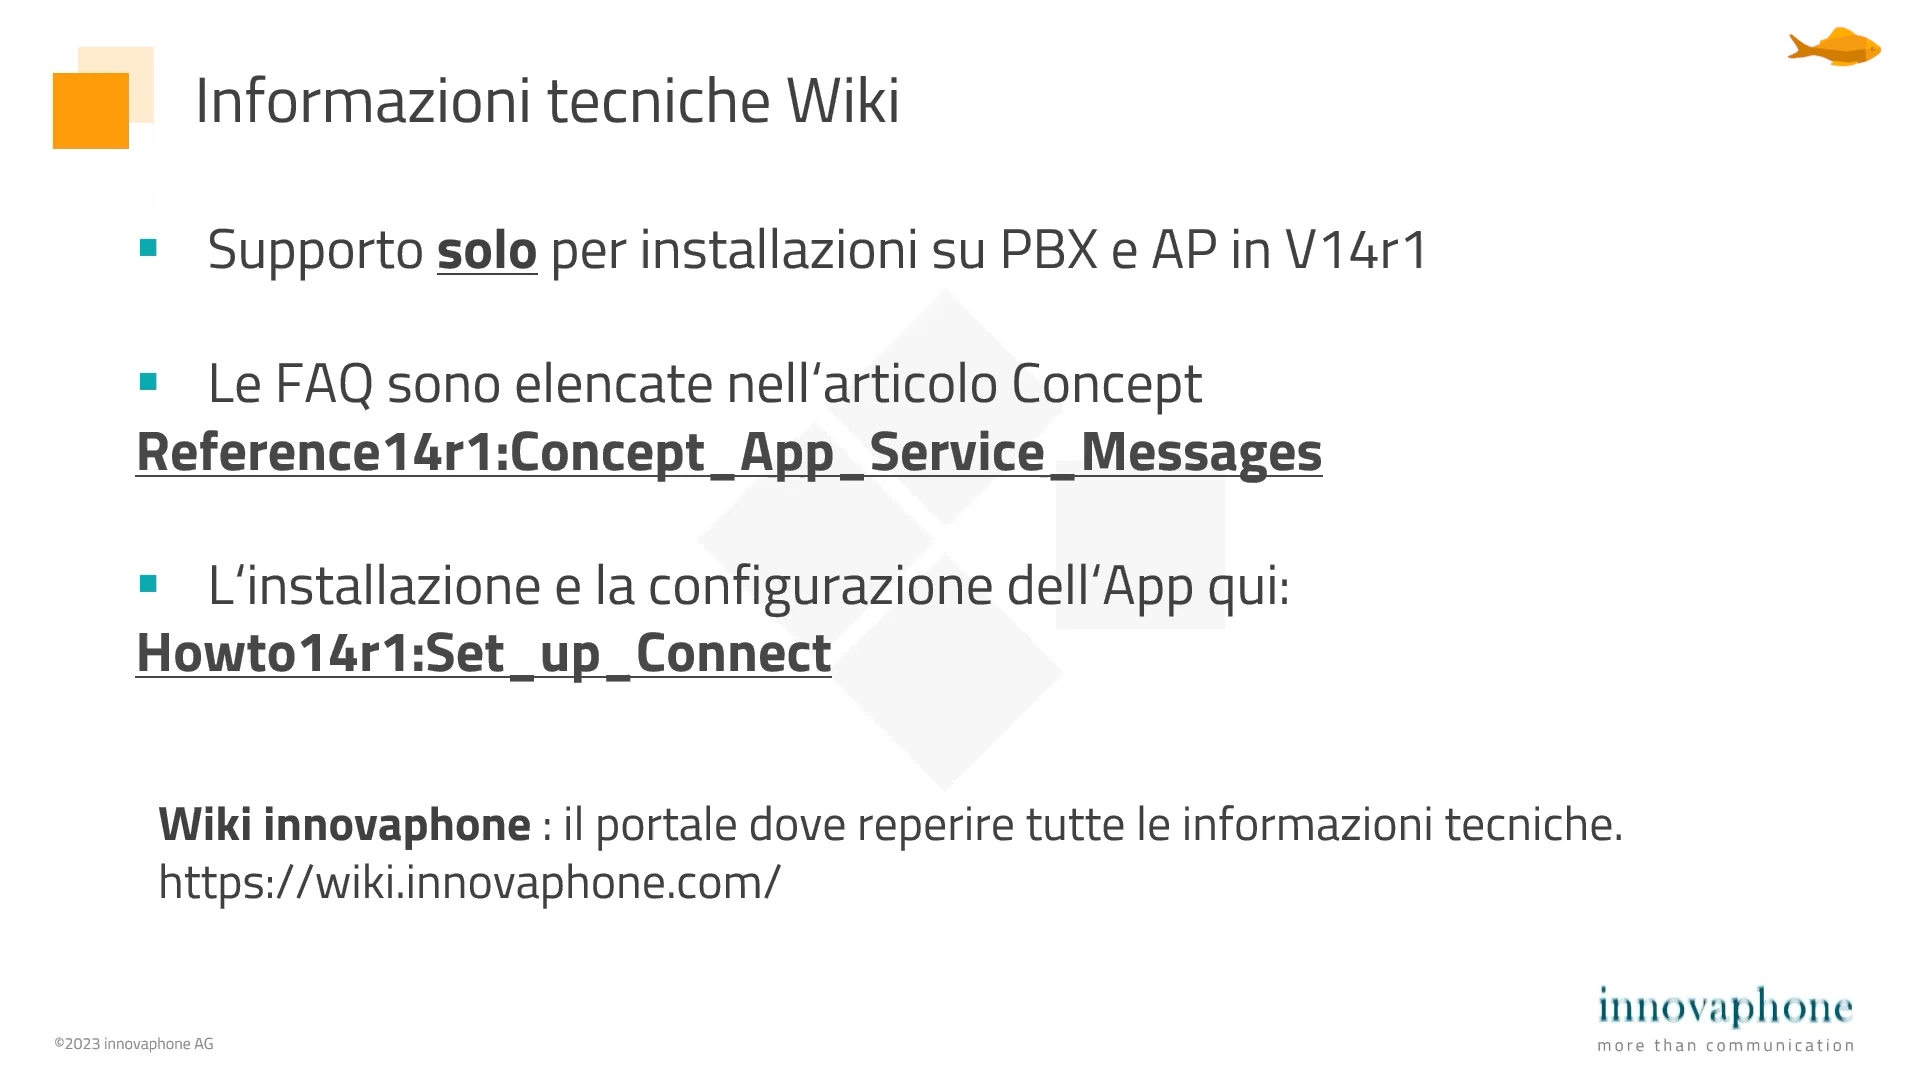 Informazioni tecniche Wiki
▪ Supporto solo per installazioni su PBX e AP in V14r1
▪ Le FAQ sono elencate nell‘articolo Concept
Reference14r1:Concept_App_Service_Messages
▪ L‘installazione e la configurazione dell‘App qui:
Howto14r1:Set_up_Connect
Wiki innovaphone : il portale dove reperire tutte le informazioni tecniche.
https://wiki.innovaphone.com/
©2023 innovaphone AG
innovaphone
more than communication